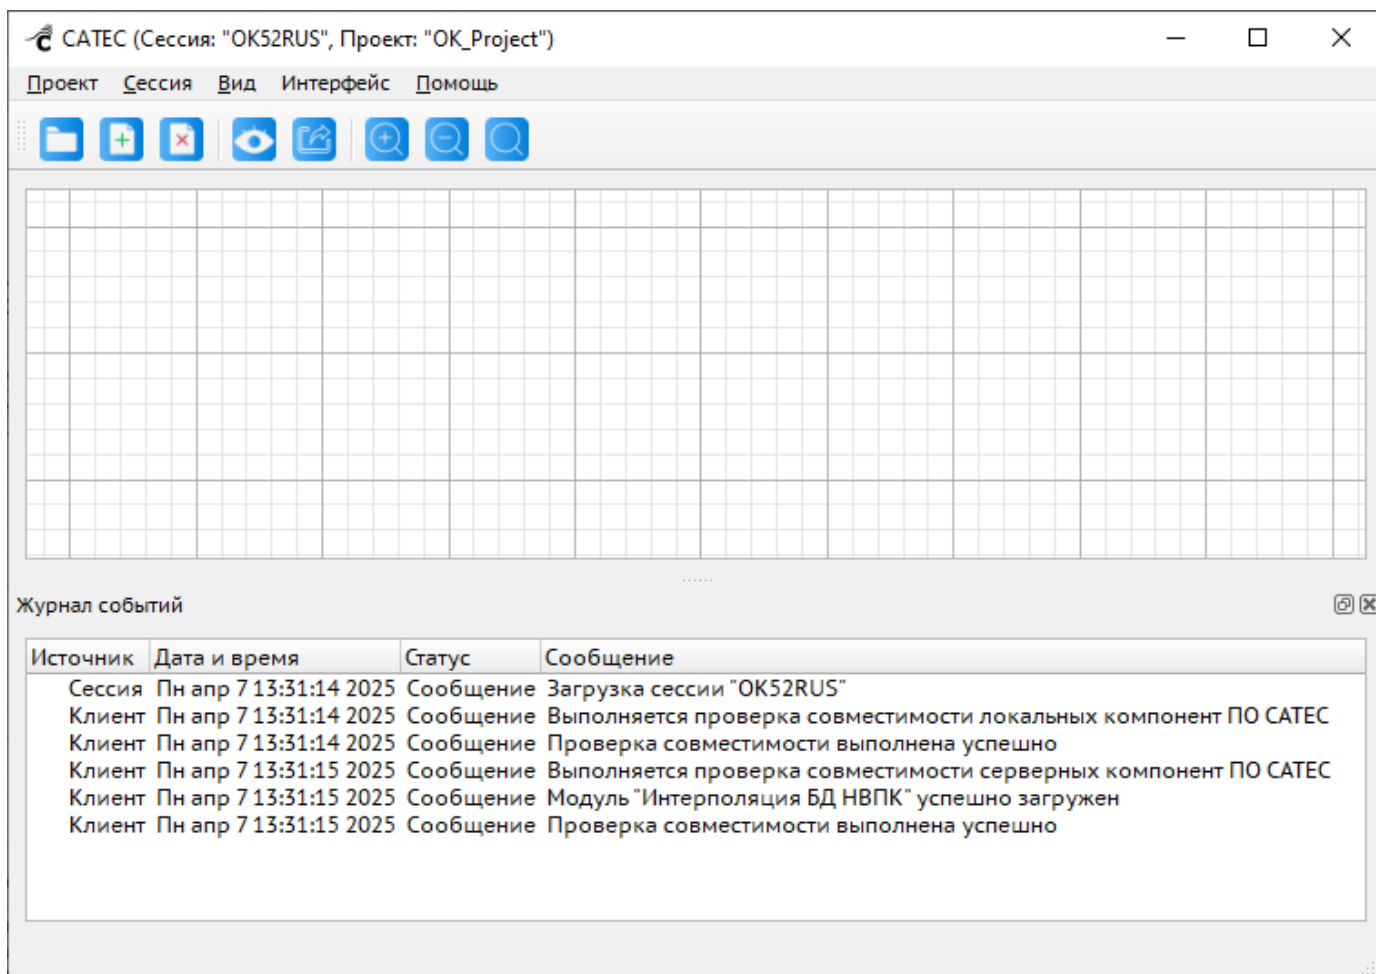 САТЕС (Сессия: "OK52RUS", Проект: "OK_Project")
Проект Сессия Вид Интерфейс Помощь
Журнал событий
Источник Дата и время Статус Сообщение
Сессия Пн апр 7 13:31:14 2025 Сообщение Загрузка сессии "OK52RUS"
Клиент Пн апр 7 13:31:14 2025 Сообщение Выполняется проверка совместимости локальных компонент ПО САТЕС
Клиент Пн апр 7 13:31:14 2025 Сообщение Проверка совместимости выполнена успешно
Клиент Пн апр 7 13:31:15 2025 Сообщение Выполняется проверка совместимости серверных компонент ПО САТЕС
Клиент Пн апр 7 13:31:15 2025 Сообщение Модуль "Интерполяция БД НВПК" успешно загружен
Клиент Пн апр 7 13:31:15 2025 Сообщение Проверка совместимости выполнена успешно